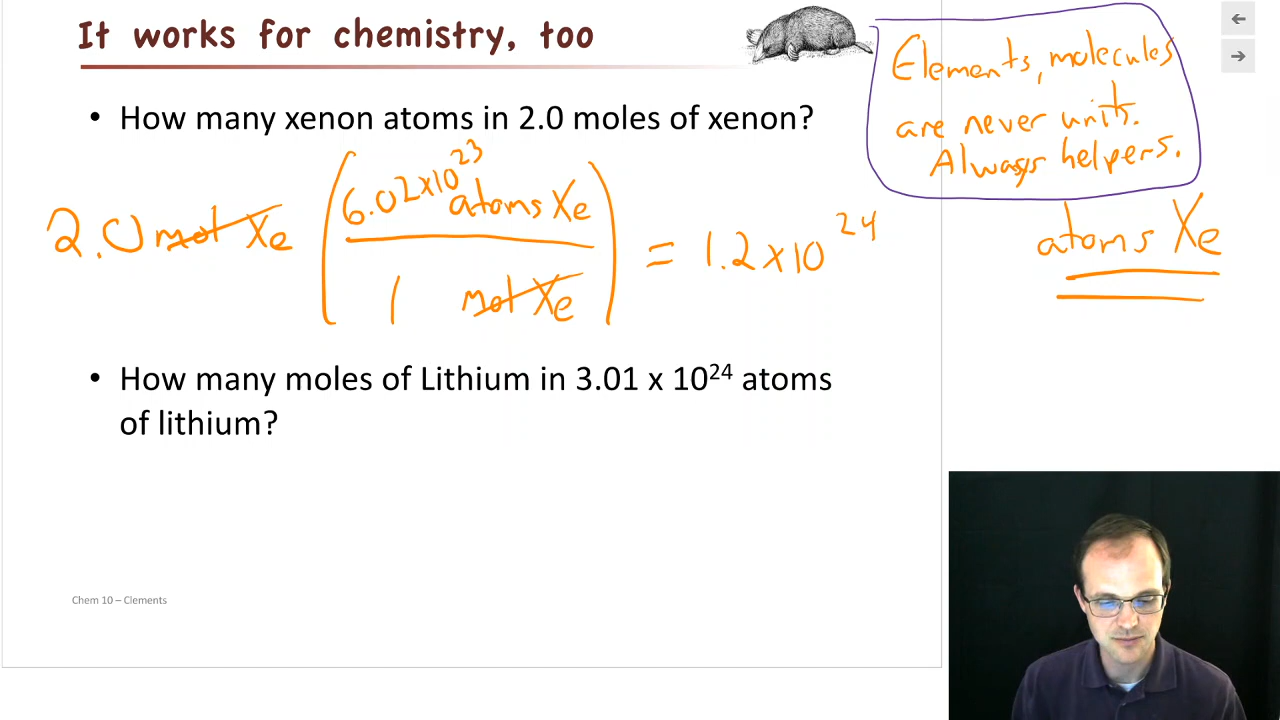 It works for chemistry, too
Elements, molecules
are never units.
Always helpers.
• How many xenon atoms in 2.0 moles of xenon?
2.0 mol Xe (6.02x10^23 atoms Xe / 1 mol Xe) = 1.2x10^24 atoms Xe
• How many moles of Lithium in 3.01 x 10^24 atoms
of lithium?
Chem 10 – Clements